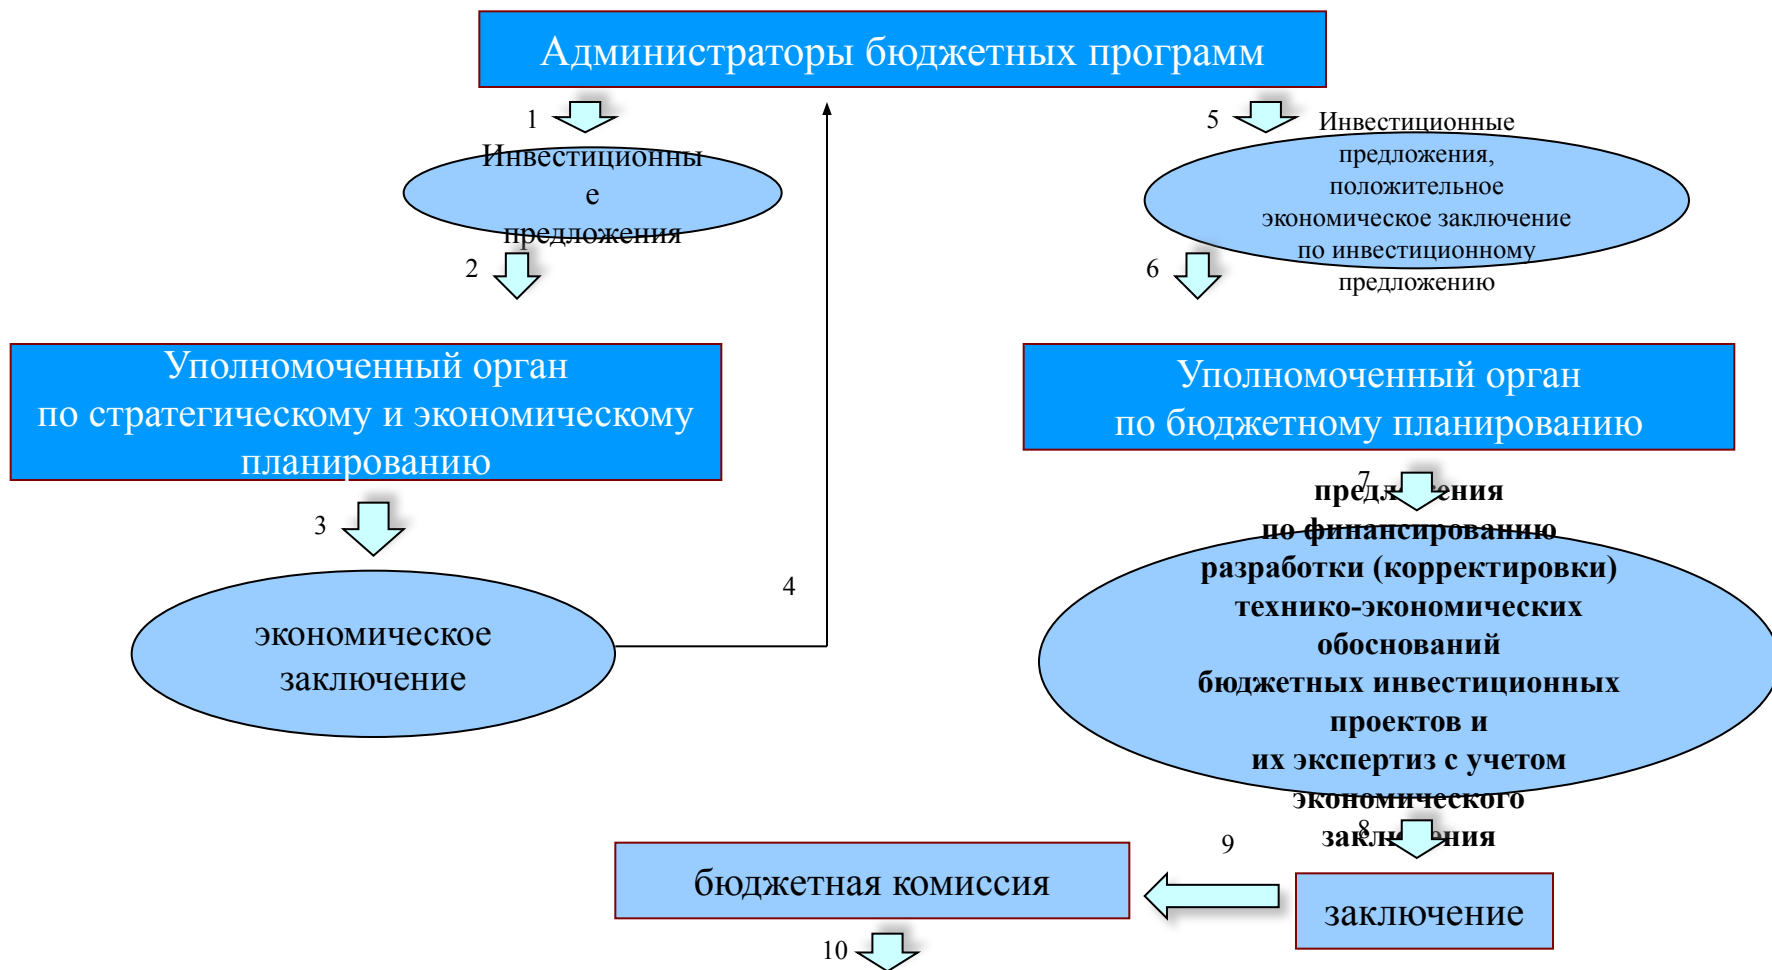 Администраторы бюджетных программ
1
5
Инвестиционны
е
предложения
Инвестиционные
предложения,
положительное
экономическое заключение
по инвестиционному
предложению
2
6
Уполномоченный орган
по стратегическому и экономическому
планированию
Уполномоченный орган
по бюджетному планированию
3
7
экономическое
заключение
4
по финансированию
разработки (корректировки)
технико-экономических
обоснований
бюджетных инвестиционных
проектов и
их экспертиз с учетом
экономического
8
9
заключение
бюджетная комиссия
10